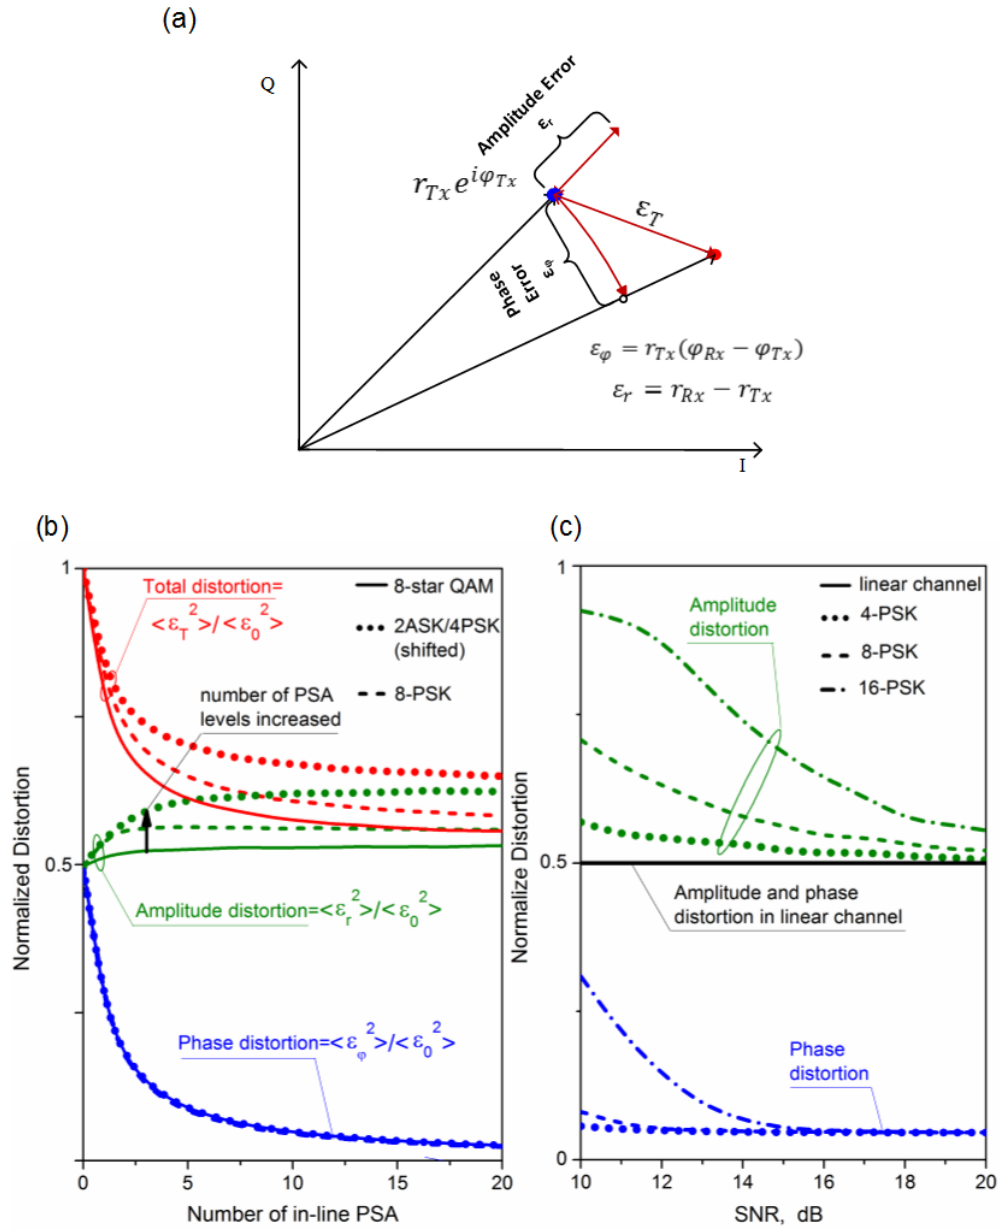 (a)
Q
Amplitude Error
εr
r_Tx e^{iφ_Tx}
ε_T
εφ
Phase
Error
ε_φ = r_Tx(φ_Rx − φ_Tx)
ε_r = r_Rx − r_Tx
I
(b)
Normalized Distortion
1
0.5
Total distortion=
<ε_T^2>/<ε_0^2>
8-star QAM
2ASK/4PSK
(shifted)
8-PSK
number of PSA
levels increased
Amplitude distortion=<ε_r^2>/<ε_0^2>
Phase distortion=<ε_φ^2>/<ε_0^2>
0 5 10 15 20
Number of in-line PSA
(c)
Normalize Distortion
1
0.5
0
Amplitude
distortion
linear channel
4-PSK
8-PSK
16-PSK
Amplitude and phase
distortion in linear channel
Phase
distortion
10 12 14 16 18 20
SNR, dB